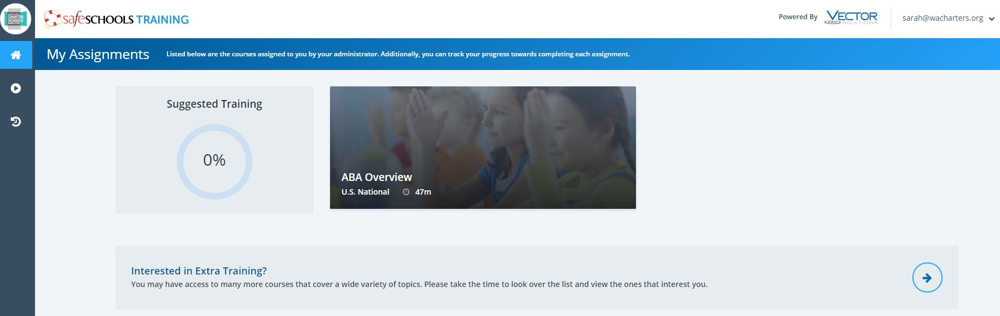 CHARTER
SCHOOLS
safeSCHOOLS TRAINING
Powered By VECTOR SOLUTIONS
sarah@wacharters.org
My Assignments
Listed below are the courses assigned to you by your administrator. Additionally, you can track your progress towards completing each assignment.
Suggested Training
0%
ABA Overview
U.S. National 47m
Interested in Extra Training?
You may have access to many more courses that cover a wide variety of topics. Please take the time to look over the list and view the ones that interest you.